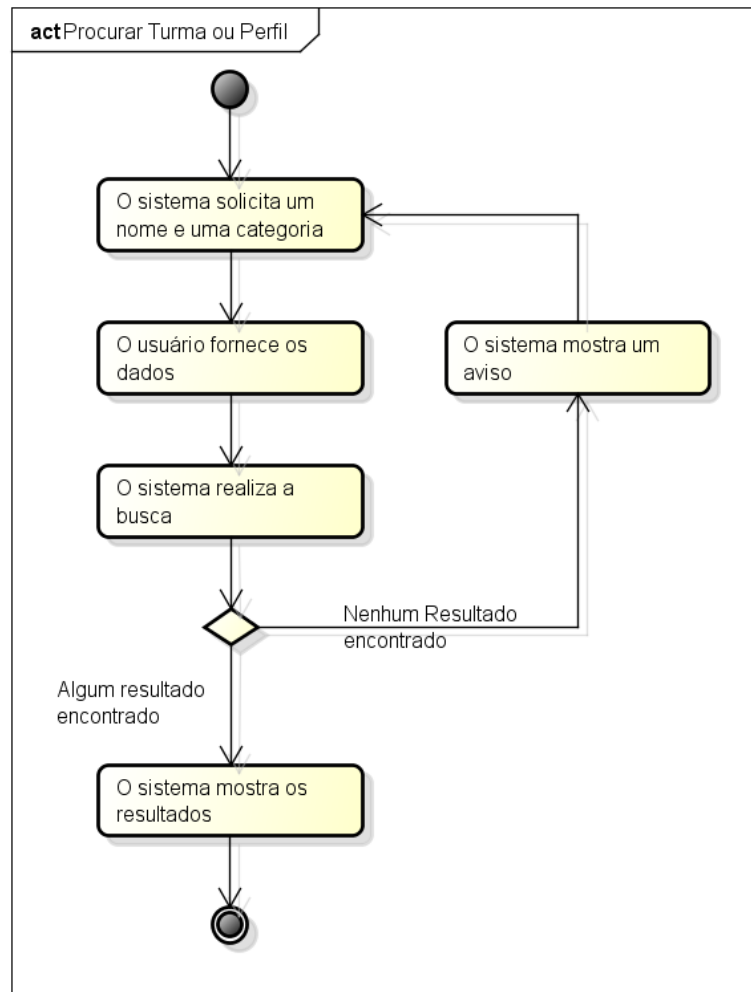 act Procurar Turma ou Perfil
O sistema solicita um
nome e uma categoria
O usuário fornece os
dados
O sistema mostra um
aviso
O sistema realiza a
busca
Nenhum Resultado
encontrado
Algum resultado
encontrado
O sistema mostra os
resultados